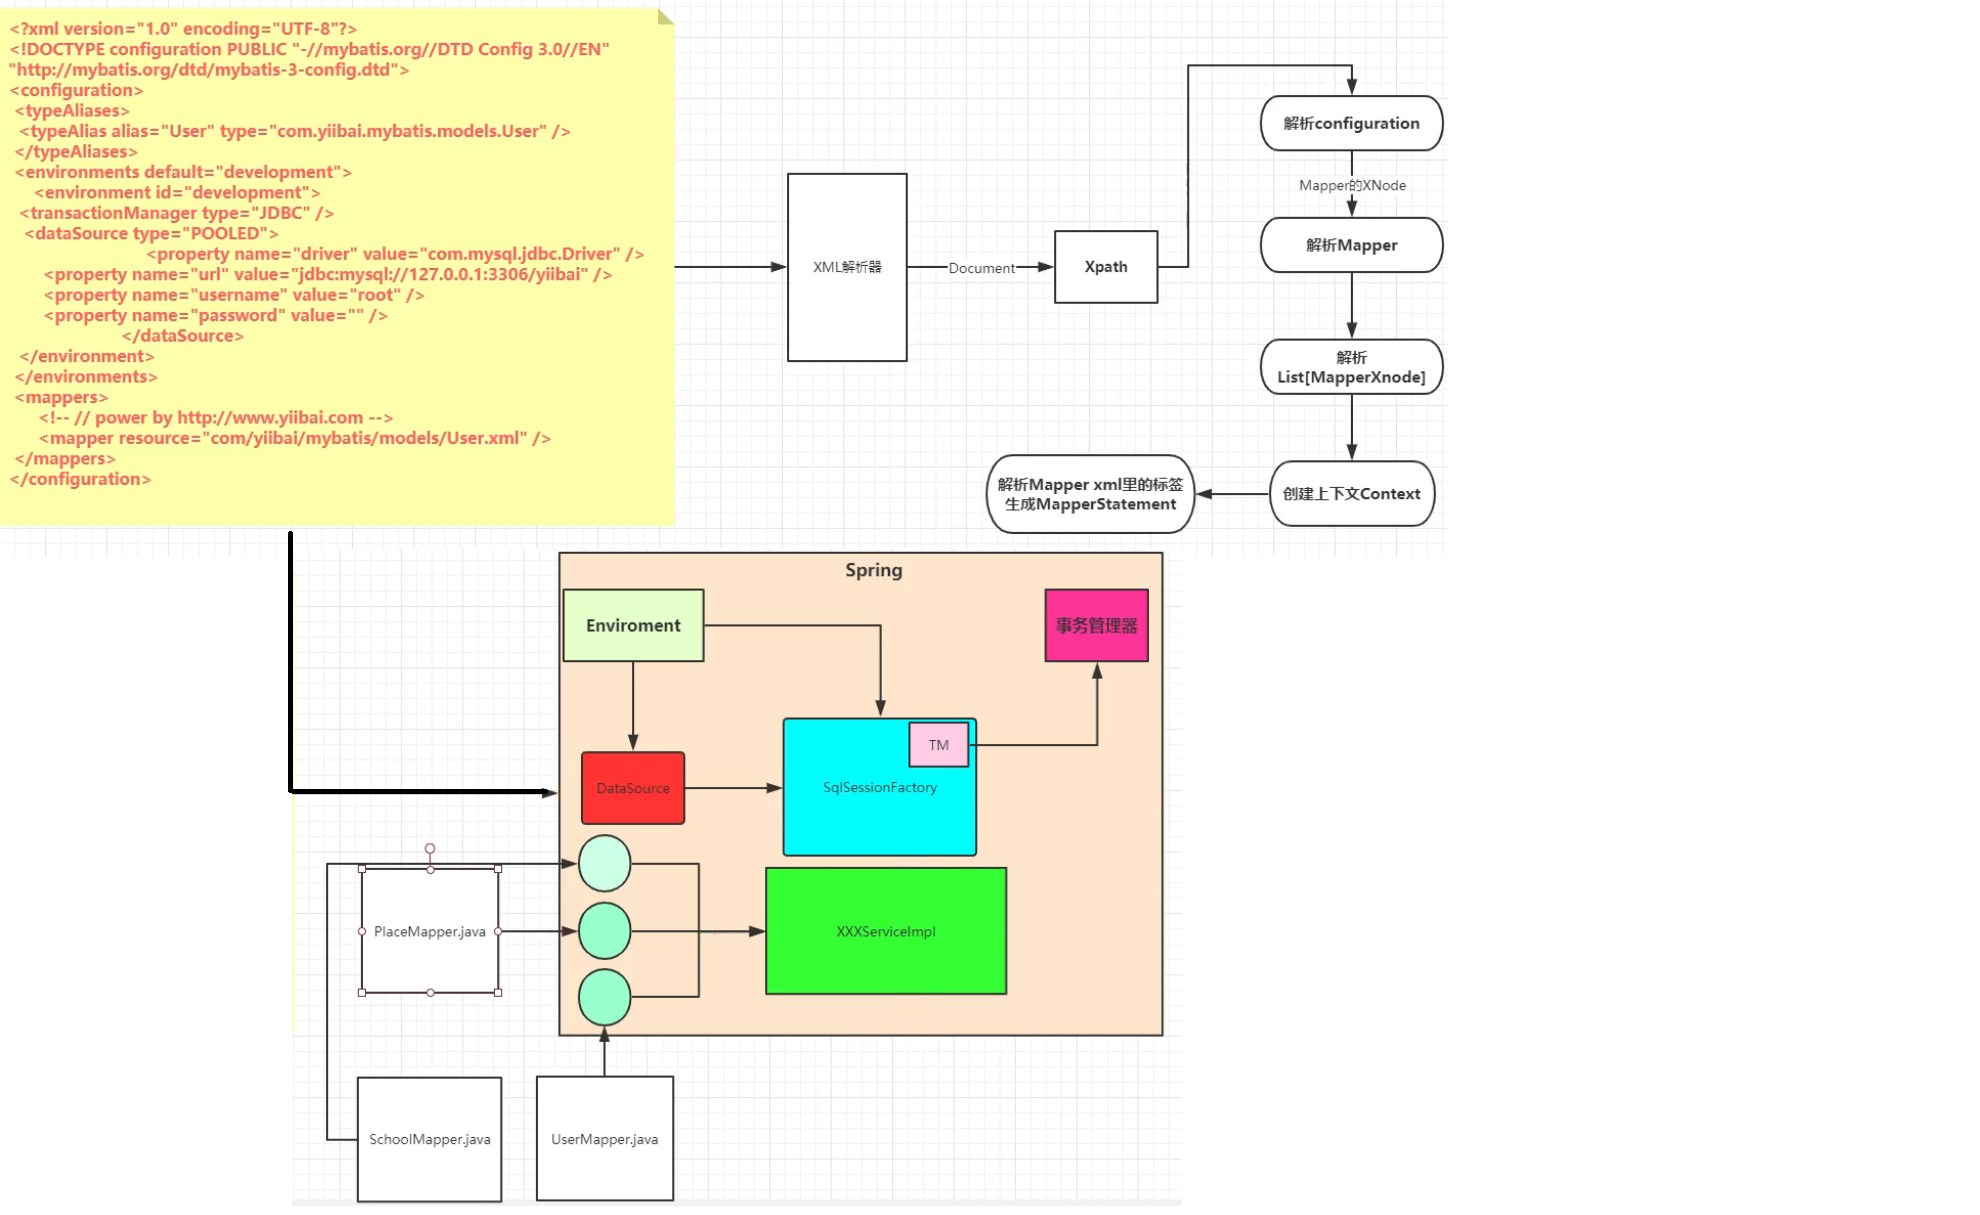 <?xml version="1.0" encoding="UTF-8"?>
<!DOCTYPE configuration PUBLIC "-//mybatis.org//DTD Config 3.0//EN"
"http://mybatis.org/dtd/mybatis-3-config.dtd">
<configuration>
<typeAliases>
<typeAlias alias="User" type="com.yiibai.mybatis.models.User" />
</typeAliases>
<environments default="development">
<environment id="development">
<transactionManager type="JDBC" />
<dataSource type="POOLED">
<property name="driver" value="com.mysql.jdbc.Driver" />
<property name="url" value="jdbc:mysql://127.0.0.1:3306/yiibai" />
<property name="username" value="root" />
<property name="password" value="" />
</dataSource>
</environment>
</environments>
<mappers>
<!-- // power by http://www.yiibai.com -->
<mapper resource="com/yiibai/mybatis/models/User.xml" />
</mappers>
</configuration>
XML解析器
Document
Xpath
解析configuration
Mapper的XNode
解析Mapper
解析
List[MapperXnode]
创建上下文Context
解析Mapper xml里的标签
生成MapperStatement
Spring
Enviroment
事务管理器
TM
DataSource
SqlSessionFactory
PlaceMapper.java
XXXServiceImpl
SchoolMapper.java
UserMapper.java